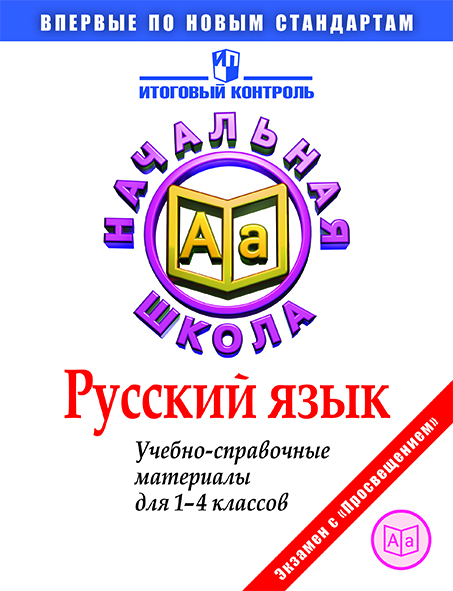 ВПЕРВЫЕ ПО НОВЫМ СТАНДАРТАМ
ИП
ИТОГОВЫЙ КОНТРОЛЬ
НАЧАЛЬНАЯ
Аа
ШКОЛА
Русский язык
Учебно-справочные
материалы
для 1–4 классов
Экзамен с «Просвещением»
Аа